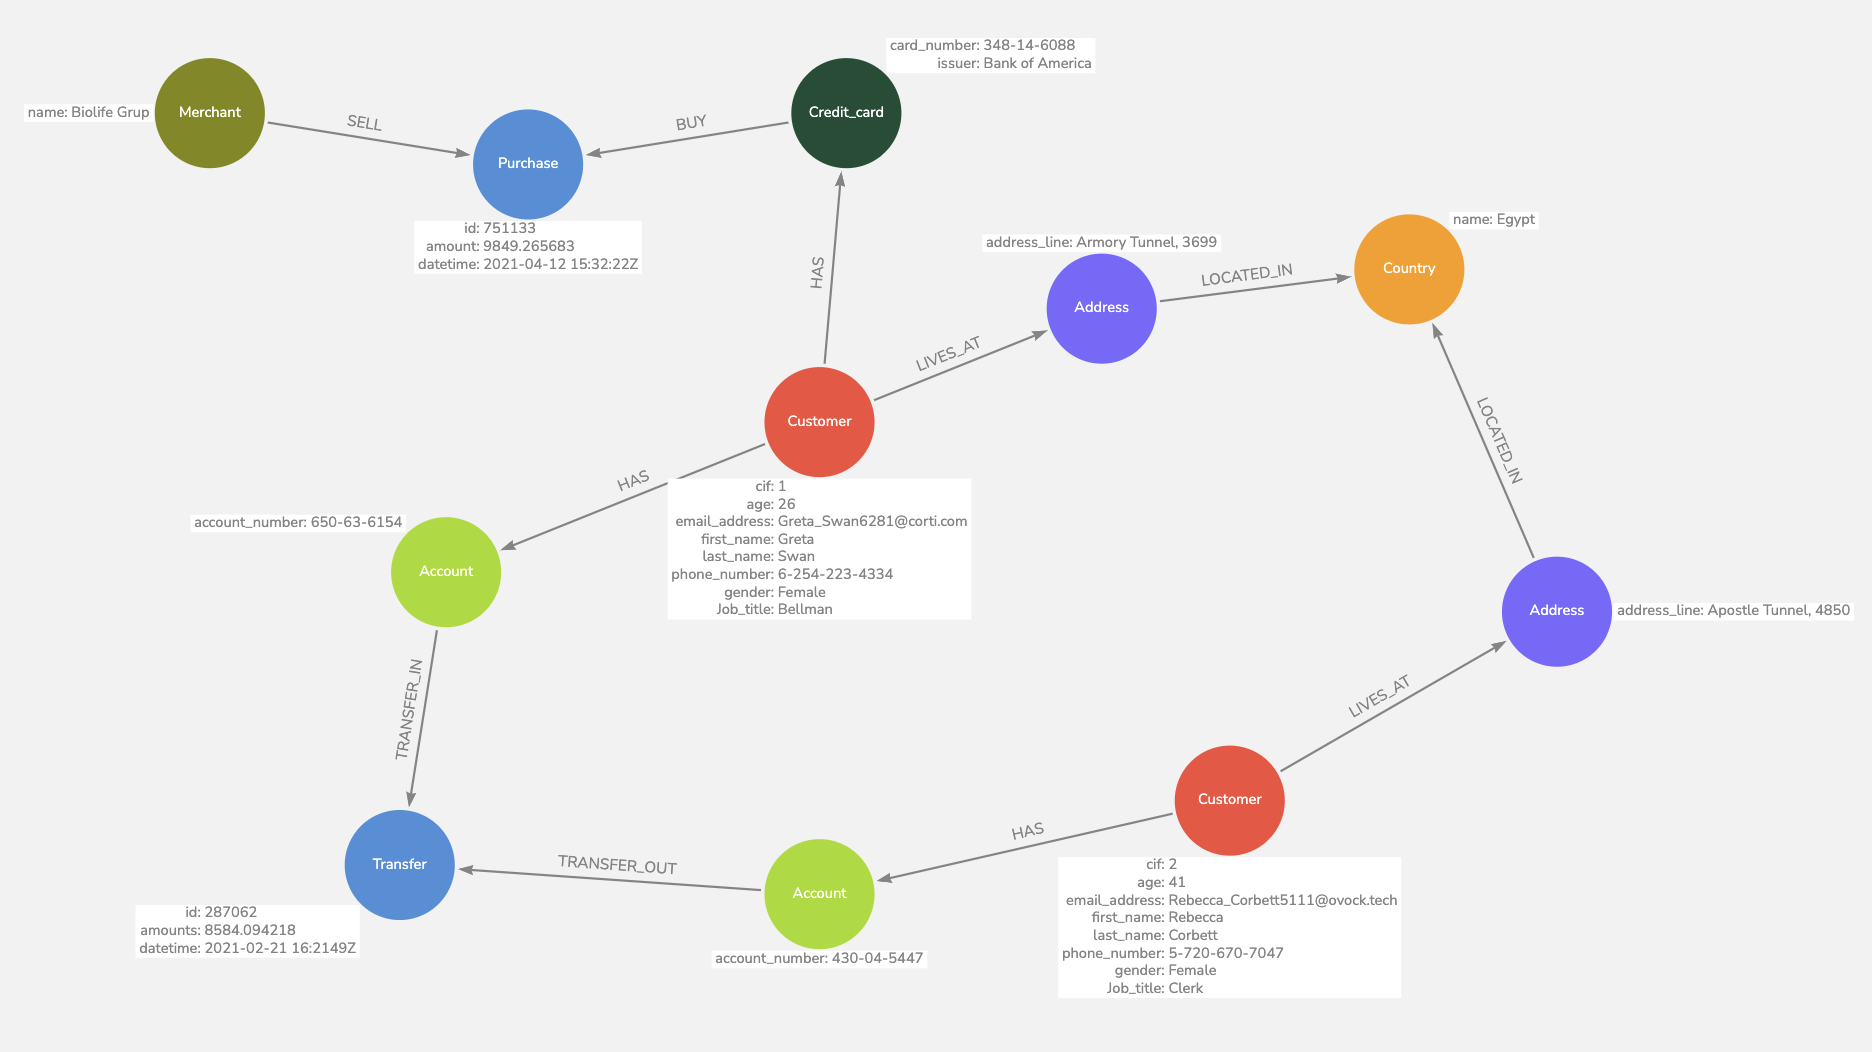 card_number: 348-14-6088
issuer: Bank of America
Merchant
name: Biolife Grup
SELL
BUY
Credit_card
Purchase
id: 751133
amount: 9849.265683
datetime: 2021-04-12 15:32:22Z
HAS
address_line: Armory Tunnel, 3699
Address
LOCATED_IN
name: Egypt
Country
LIVES_AT
Customer
cif: 1
age: 26
email_address: Greta_Swan6281@corti.com
first_name: Greta
last_name: Swan
phone_number: 6-254-223-4334
gender: Female
Job_title: Bellman
HAS
account_number: 650-63-6154
Account
LOCATED_IN
Address
address_line: Apostle Tunnel, 4850
TRANSFER_IN
LIVES_AT
Customer
cif: 2
age: 41
email_address: Rebecca_Corbett5111@ovock.tech
first_name: Rebecca
last_name: Corbett
phone_number: 5-720-670-7047
gender: Female
Job_title: Clerk
HAS
Account
account_number: 430-04-5447
TRANSFER_OUT
Transfer
id: 287062
amounts: 8584.094218
datetime: 2021-02-21 16:2149Z